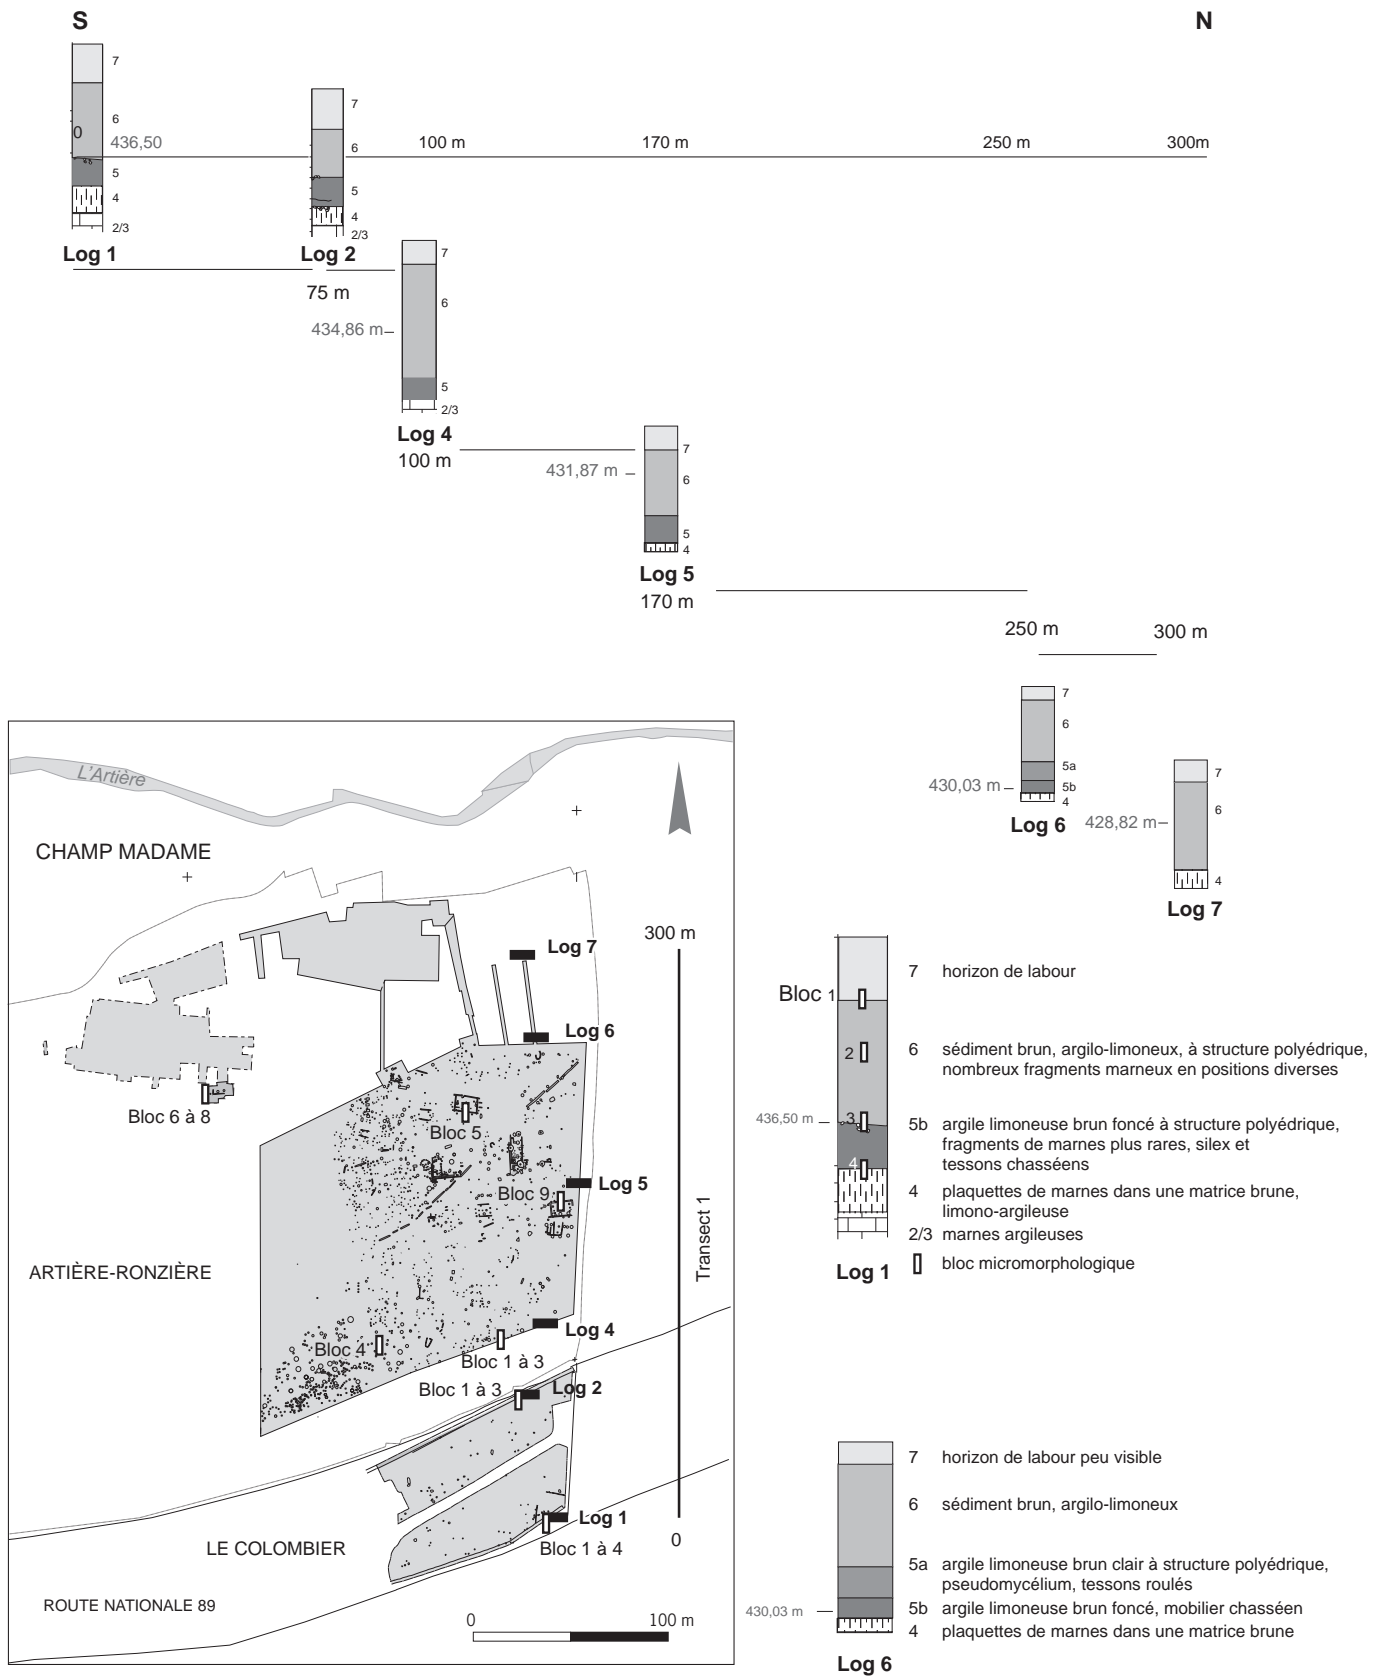 S
N
7
6
0
436,50
5
4
2/3
Log 1
7
6
5
4
2/3
Log 2
75 m
100 m
170 m
250 m
300m
7
6
434,86 m
5
2/3
Log 4
100 m
7
431,87 m
6
5
4
Log 5
170 m
250 m
300 m
7
6
5a
430,03 m
5b
4
Log 6
7
428,82 m
6
4
Log 7
L'Artière
CHAMP MADAME
300 m
Log 7
Log 6
Bloc 6 à 8
Bloc 5
Log 5
Bloc 9
Transect 1
ARTIÈRE-RONZIÈRE
Log 4
Bloc 4
Bloc 1 à 3
Bloc 1 à 3
Log 2
Log 1
0
LE COLOMBIER
Bloc 1 à 4
ROUTE NATIONALE 89
0
100 m
Bloc 1
7 horizon de labour
2
6 sédiment brun, argilo-limoneux, à structure polyédrique,
nombreux fragments marneux en positions diverses
436,50 m
3
5b argile limoneuse brun foncé à structure polyédrique,
fragments de marnes plus rares, silex et
tessons chasséens
4
4 plaquettes de marnes dans une matrice brune,
limono-argileuse
2/3 marnes argileuses
bloc micromorphologique
Log 1
7 horizon de labour peu visible
6 sédiment brun, argilo-limoneux
5a argile limoneuse brun clair à structure polyédrique,
pseudomycélium, tessons roulés
430,03 m
5b argile limoneuse brun foncé, mobilier chasséen
4 plaquettes de marnes dans une matrice brune
Log 6